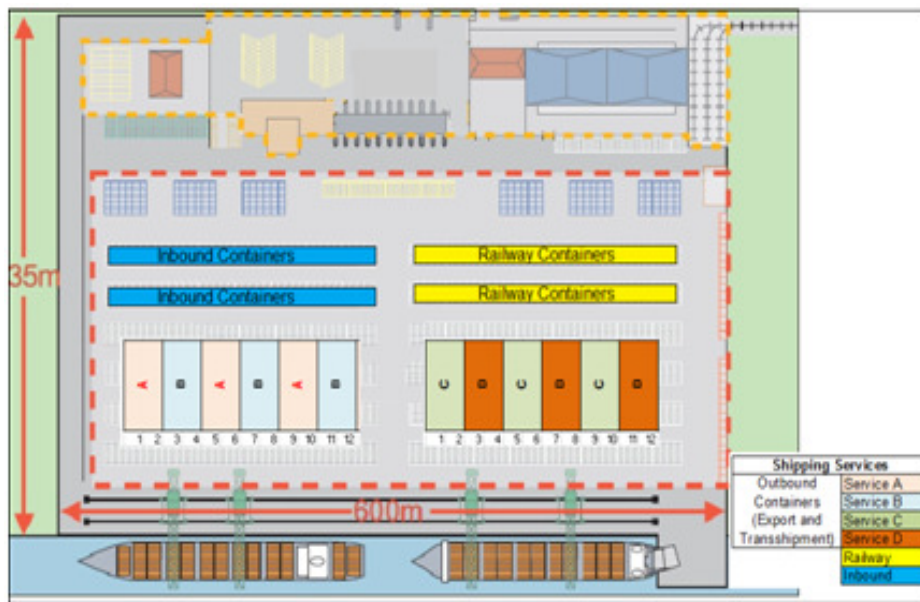 35m
Inbound Containers
Railway Containers
Inbound Containers
Railway Containers
A B A B A B
C D C D C D
1 2 3 4 5 6 7 8 9 10 11 12
1 2 3 4 5 6 7 8 9 10 11 12
600m
Shipping Services
Outbound Containers (Export and Transshipment)
Service A
Service B
Service C
Service D
Railway
Inbound